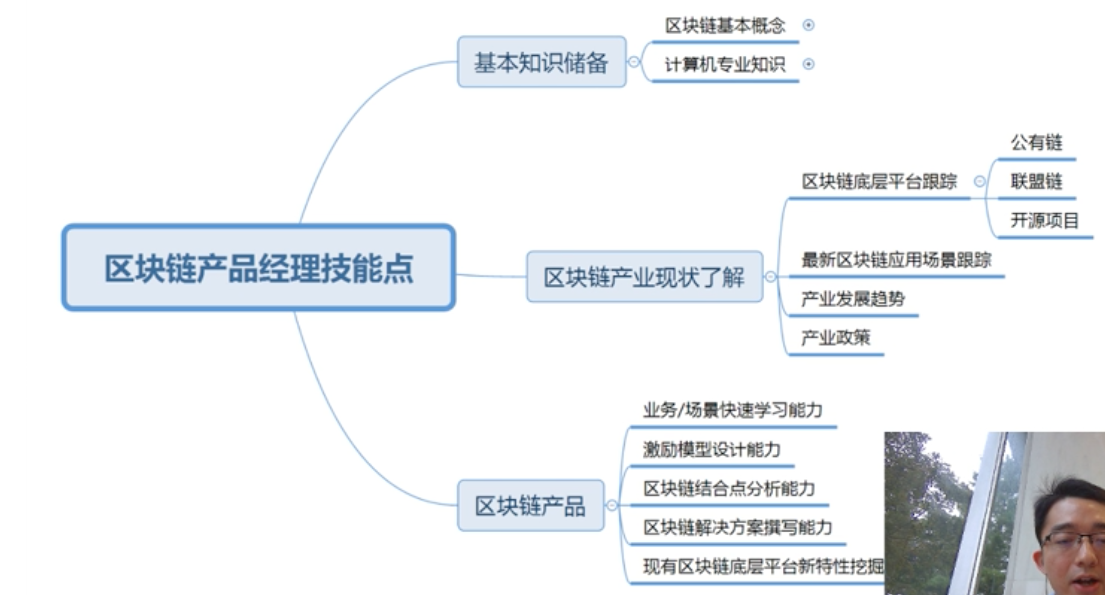 区块链基本概念
基本知识储备
计算机专业知识
公有链
区块链底层平台跟踪
联盟链
开源项目
区块链产品经理技能点
区块链产业现状了解
最新区块链应用场景跟踪
产业发展趋势
产业政策
业务/场景快速学习能力
激励模型设计能力
区块链产品
区块链结合点分析能力
区块链解决方案撰写能力
现有区块链底层平台新特性挖掘